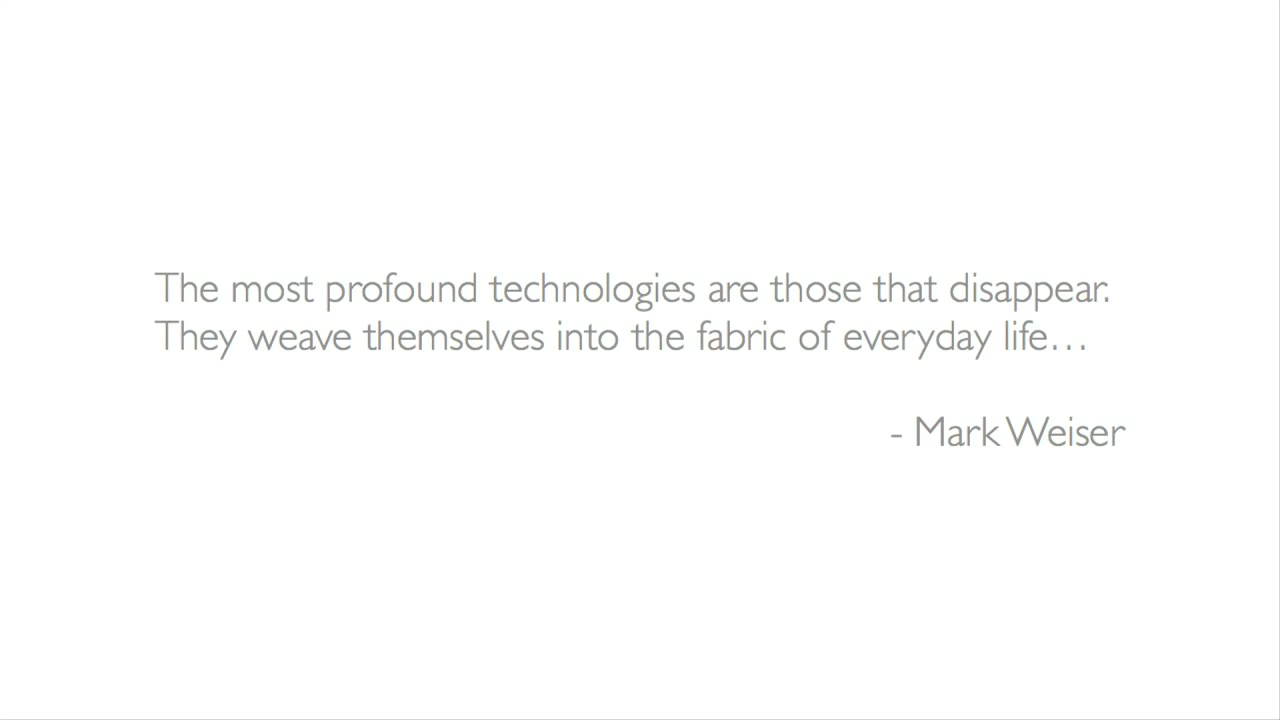 The most profound technologies are those that disappear.
They weave themselves into the fabric of everyday life…
- Mark Weiser